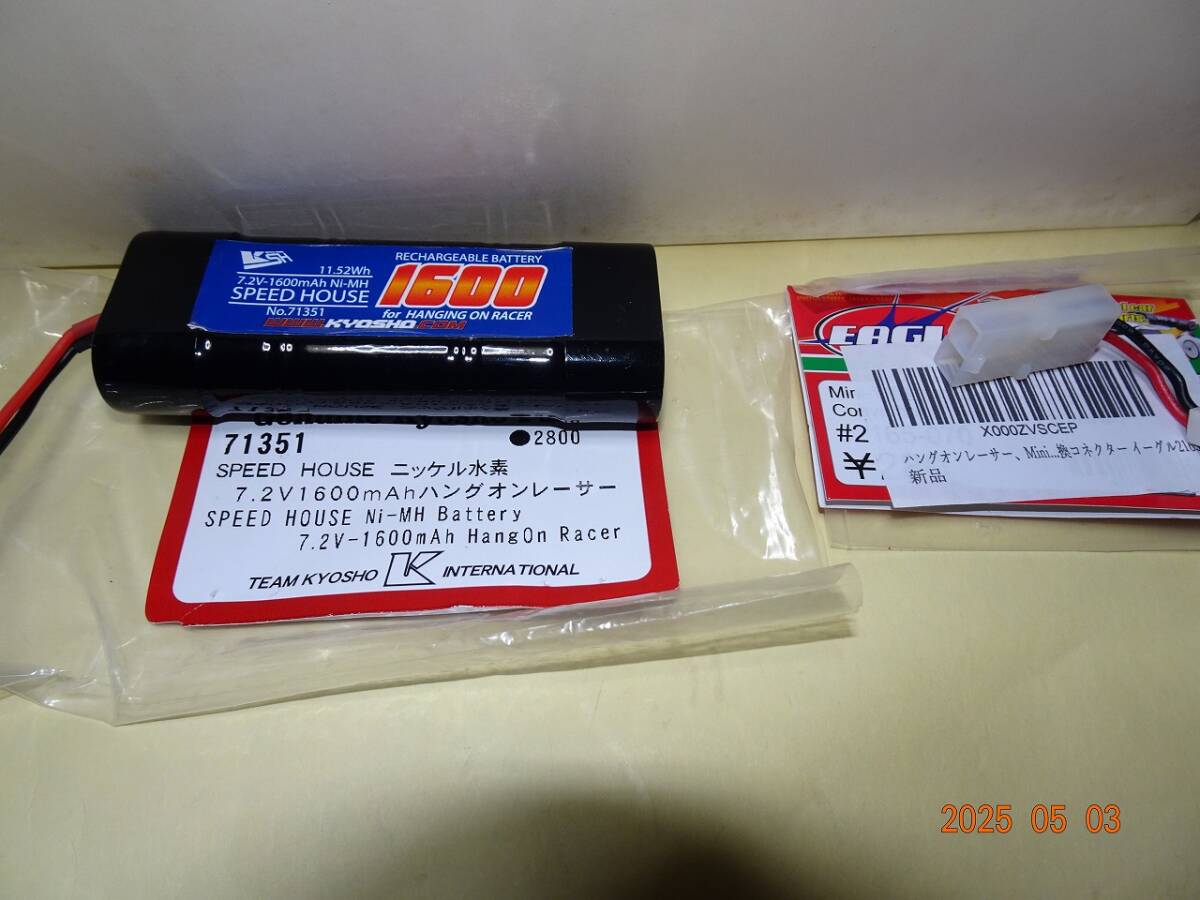 KSH
11.52Wh
7.2V-1600mAh Ni-MH
SPEED HOUSE
No.71351
RECHARGEABLE BATTERY
1600
for HANGING ON RACER
WWW.KYOSHO.COM
71351
●2800
SPEED HOUSE ニッケル水素
7.2V1600mAhハングオンレーサー
SPEED HOUSE Ni-MH Battery
7.2V-1600mAh HangOn Racer
TEAM KYOSHO K INTERNATIONAL
EAGL
X000ZVSCEP
ハングオンレーサー、Mini...換コネクター イーグル
新品
2025 05 03